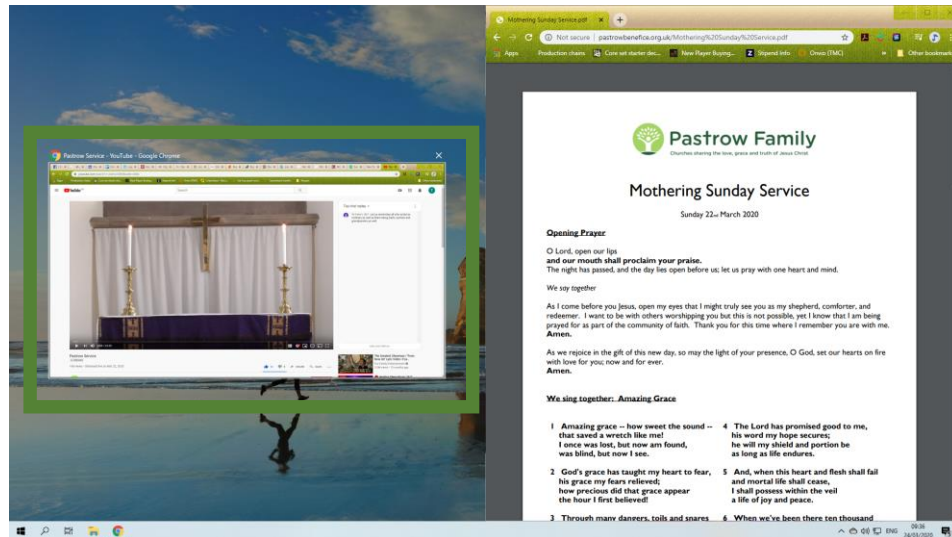 Pastrow Service - YouTube - Google Chrome
YouTube
Search
Pastrow Service
Mothering Sunday Service.pdf
Not secure | pastrowbenefice.org.uk/Mothering%20Sunday%20Service.pdf
Apps Production chains Core set starter dec... New Player Buying... Stipend Info Onvio (TMC) » Other bookmark
Pastrow Family
Churches sharing the love, grace and truth of Jesus Christ
Mothering Sunday Service
Sunday 22nd March 2020
Opening Prayer
O Lord, open our lips
and our mouth shall proclaim your praise.
The night has passed, and the day lies open before us; let us pray with one heart and mind.
We say together
As I come before you Jesus, open my eyes that I might truly see you as my shepherd, comforter, and
redeemer. I want to be with others worshipping you but this is not possible, yet I know that I am being
prayed for as part of the community of faith. Thank you for this time where I remember you are with me.
Amen.
As we rejoice in the gift of this new day, so may the light of your presence, O God, set our hearts on fire
with love for you; now and for ever.
Amen.
We sing together: Amazing Grace
1 Amazing grace -- how sweet the sound --
that saved a wretch like me!
I once was lost, but now am found,
was blind, but now I see.
2 God's grace has taught my heart to fear,
his grace my fears relieved;
how precious did that grace appear
the hour I first believed!
3 Through many dangers, toils and snares
4 The Lord has promised good to me,
his word my hope secures;
he will my shield and portion be
as long as life endures.
5 And, when this heart and flesh shall fail
and mortal life shall cease,
I shall possess within the veil
a life of joy and peace.
6 When we've been there ten thousand
ENG
09:36
24/03/2020